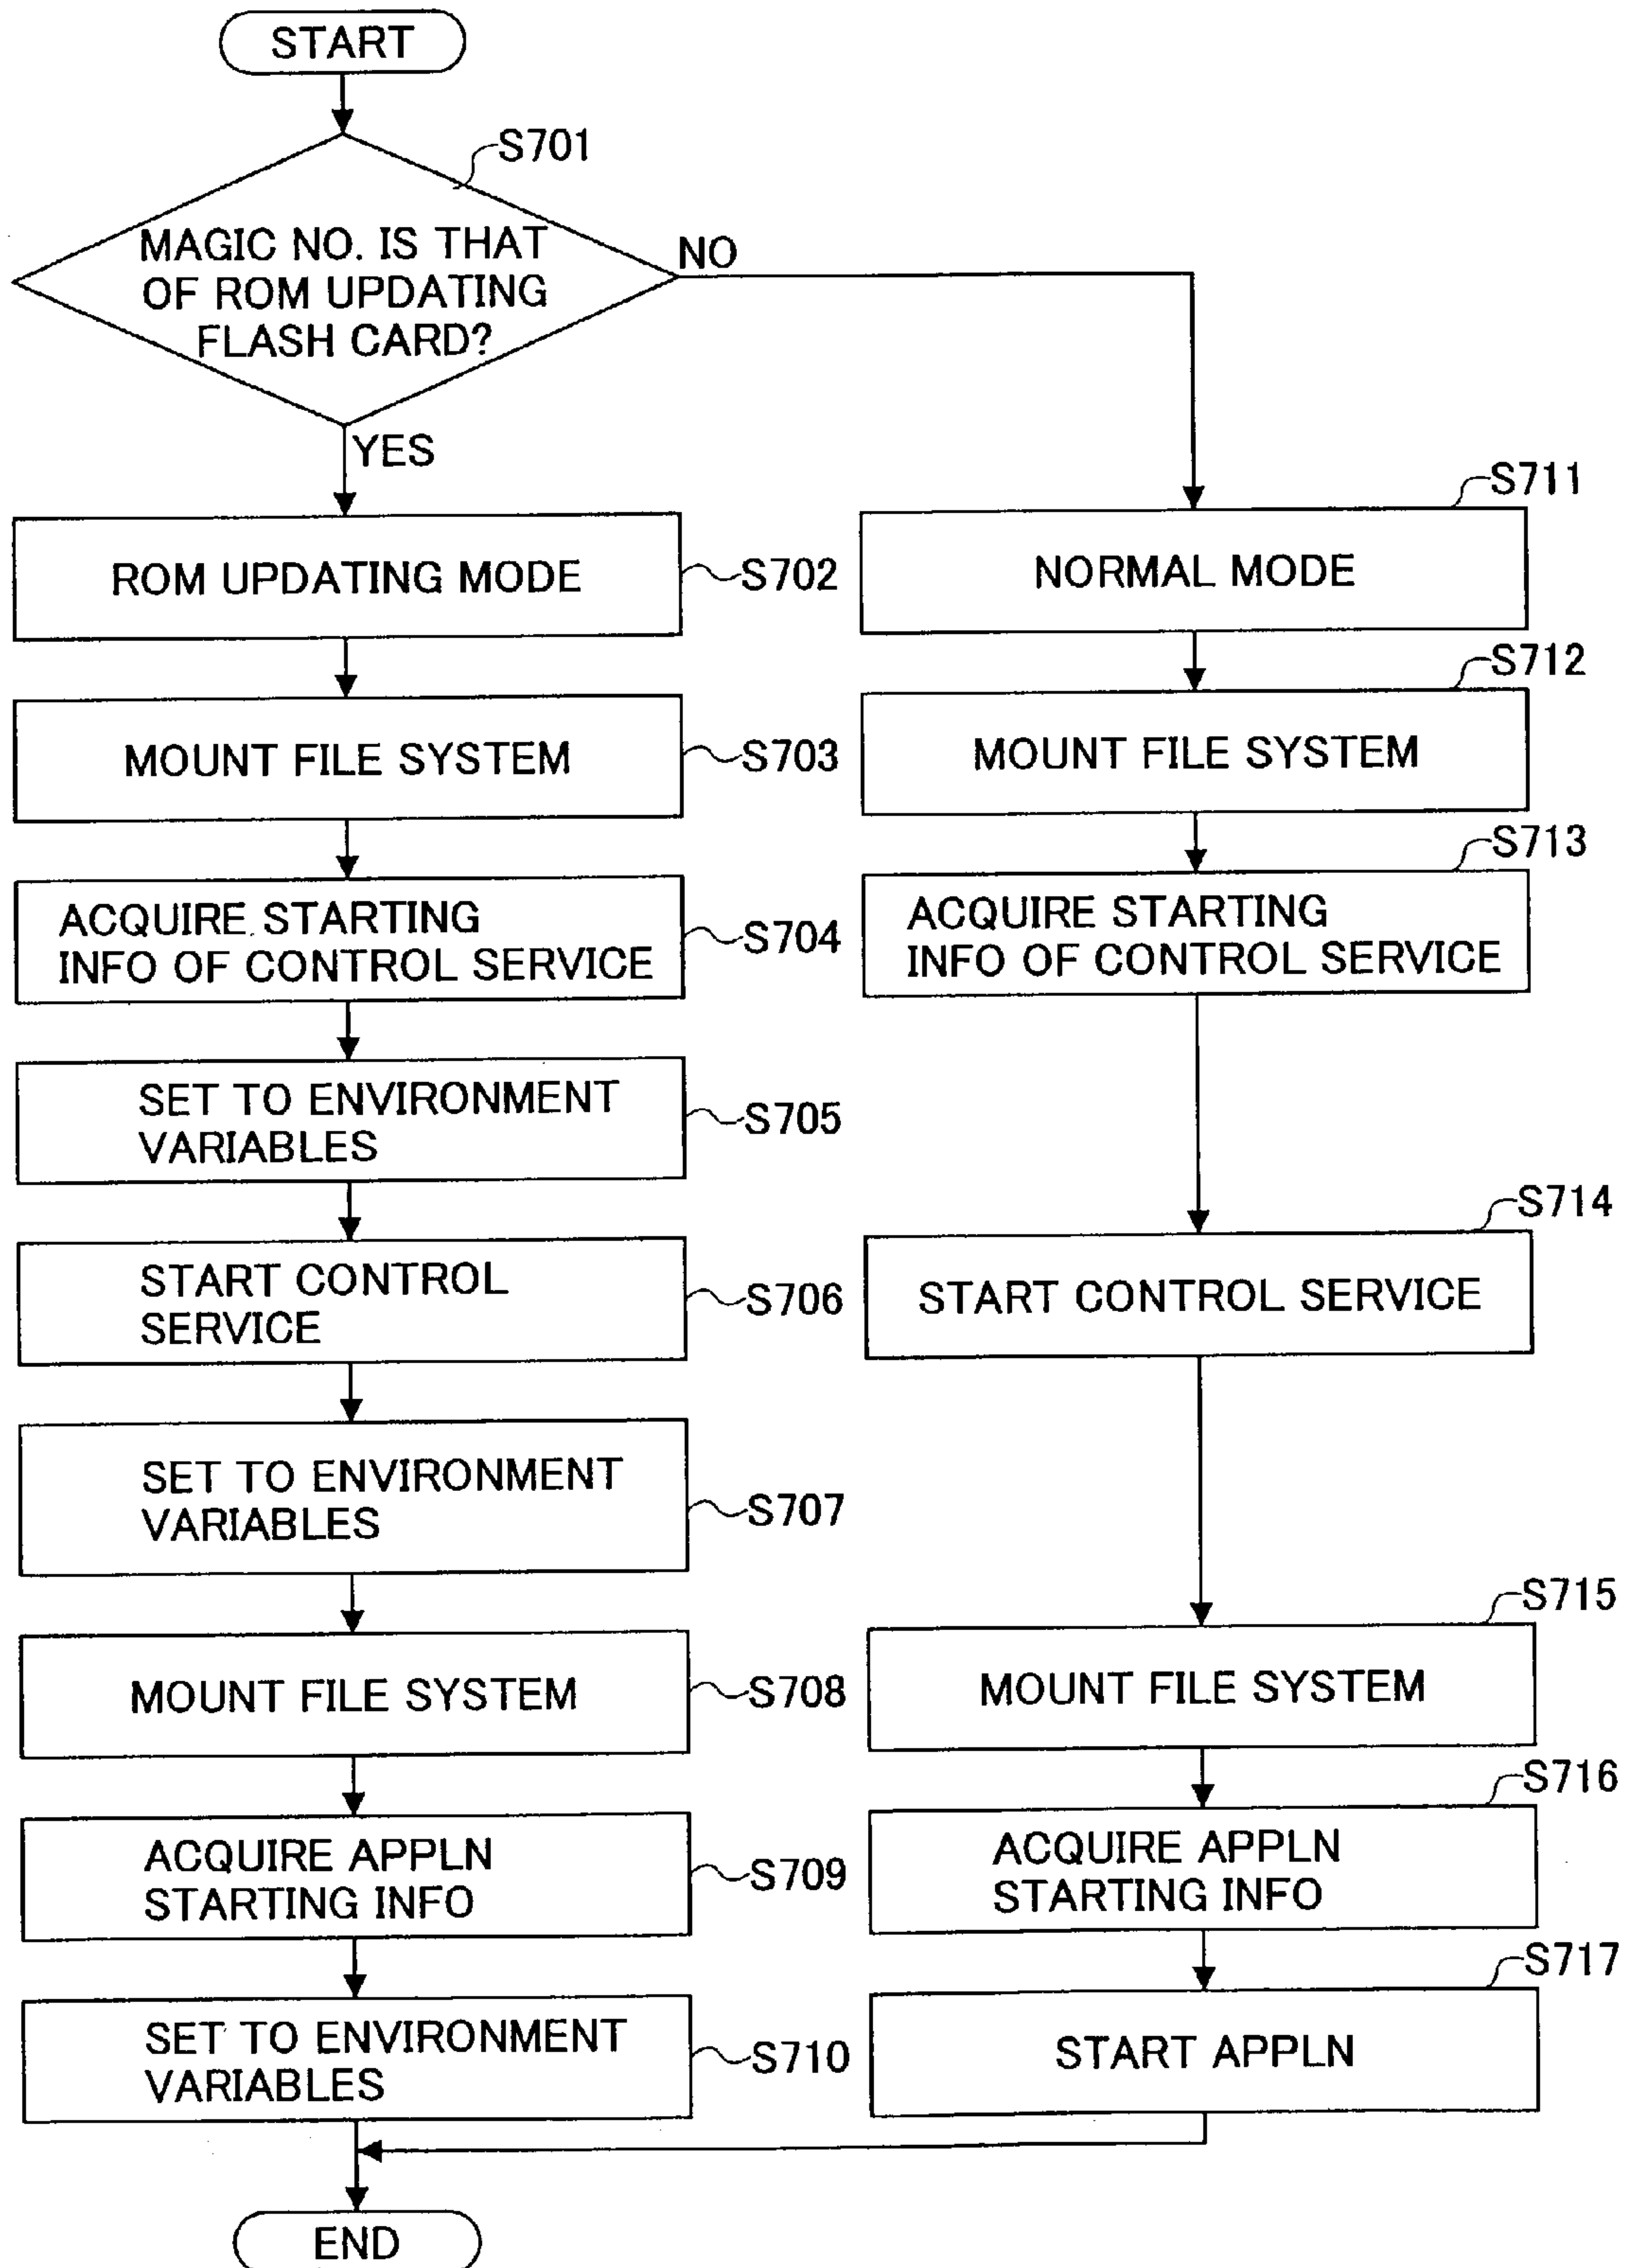 START
S701
MAGIC NO. IS THAT
OF ROM UPDATING
FLASH CARD?
NO
YES
ROM UPDATING MODE
S702
MOUNT FILE SYSTEM
S703
ACQUIRE STARTING
INFO OF CONTROL SERVICE
S704
SET TO ENVIRONMENT
VARIABLES
S705
START CONTROL
SERVICE
S706
SET TO ENVIRONMENT
VARIABLES
S707
MOUNT FILE SYSTEM
S708
ACQUIRE APPLN
STARTING INFO
S709
SET TO ENVIRONMENT
VARIABLES
S710
S711
NORMAL MODE
S712
MOUNT FILE SYSTEM
S713
ACQUIRE STARTING
INFO OF CONTROL SERVICE
S714
START CONTROL SERVICE
S715
MOUNT FILE SYSTEM
S716
ACQUIRE APPLN
STARTING INFO
S717
START APPLN
END